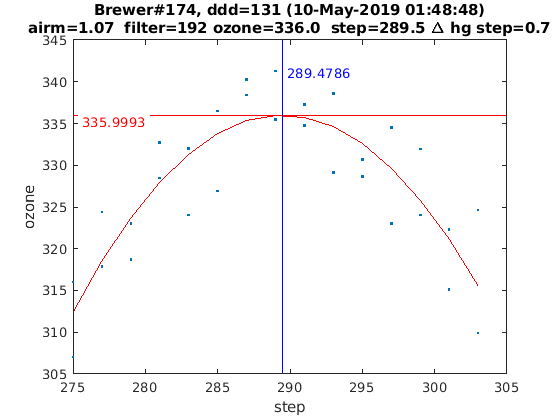 Brewer#174, ddd=131 (10-May-2019 01:48:48)
airm=1.07 filter=192 ozone=336.0 step=289.5 Δ hg step=0.7
345
340
335
330
325
320
315
310
305
ozone
289.4786
335.9993
275 280 285 290 295 300 305
step